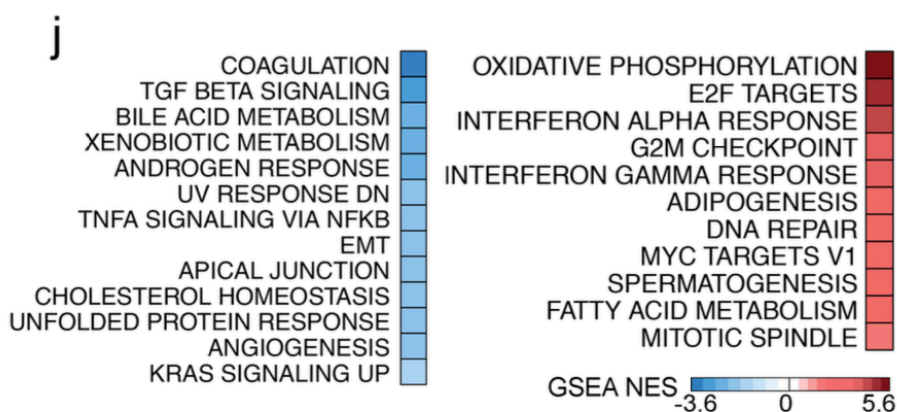 j
COAGULATION
TGF BETA SIGNALING
BILE ACID METABOLISM
XENOBIOTIC METABOLISM
ANDROGEN RESPONSE
UV RESPONSE DN
TNFA SIGNALING VIA NFKB
EMT
APICAL JUNCTION
CHOLESTEROL HOMEOSTASIS
UNFOLDED PROTEIN RESPONSE
ANGIOGENESIS
KRAS SIGNALING UP
OXIDATIVE PHOSPHORYLATION
E2F TARGETS
INTERFERON ALPHA RESPONSE
G2M CHECKPOINT
INTERFERON GAMMA RESPONSE
ADIPOGENESIS
DNA REPAIR
MYC TARGETS V1
SPERMATOGENESIS
FATTY ACID METABOLISM
MITOTIC SPINDLE
GSEA NES
-3.6 0 5.6